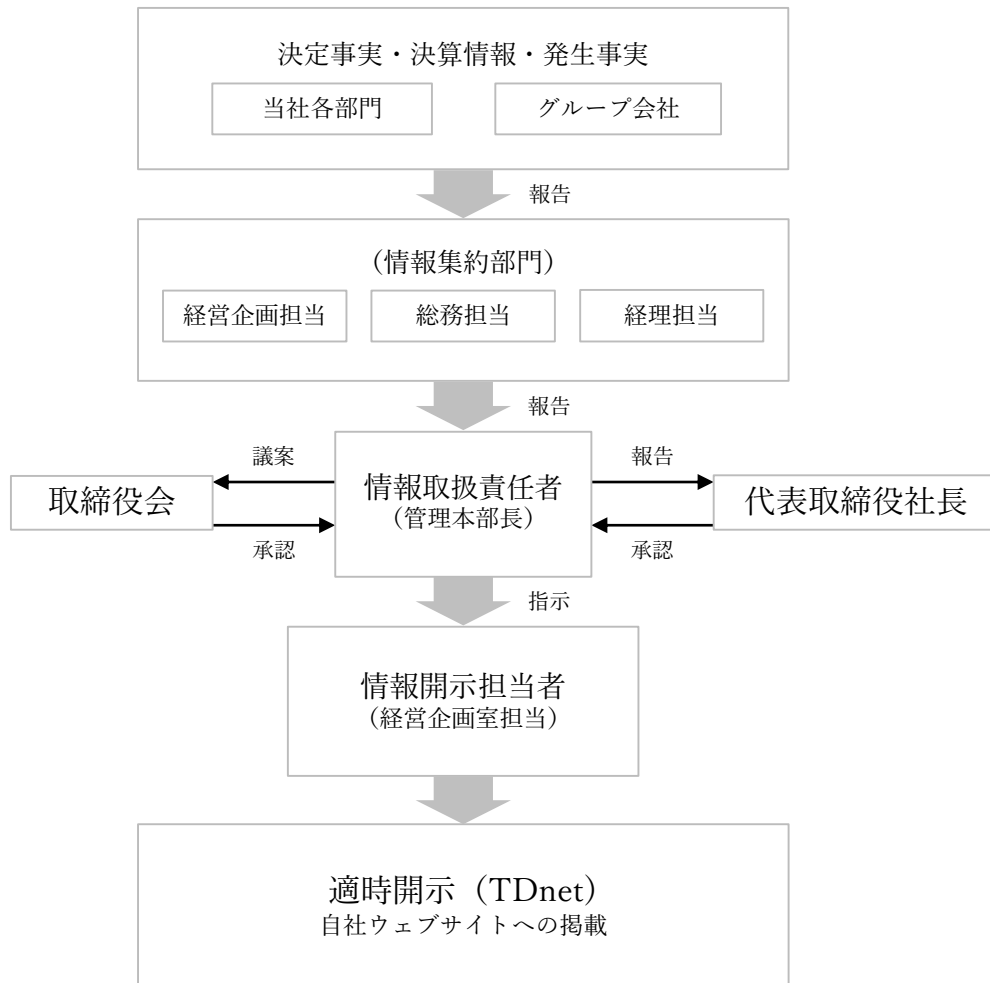 決定事実・決算情報・発生事実
当社各部門
グループ会社
報告
(情報集約部門)
経営企画担当
総務担当
経理担当
報告
議案
報告
取締役会
情報取扱責任者
(管理本部長)
代表取締役社長
承認
承認
指示
情報開示担当者
(経営企画室担当)
適時開示(TDnet)
自社ウェブサイトへの掲載